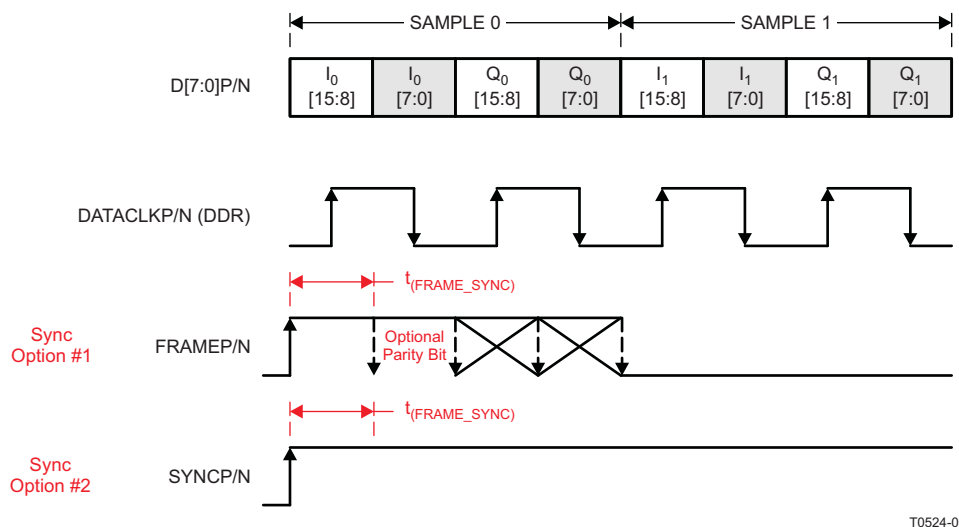 SAMPLE 0 SAMPLE 1
D[7:0]P/N
I0 I0 Q0 Q0 I1 I1 Q1 Q1
[15:8] [7:0] [15:8] [7:0] [15:8] [7:0] [15:8] [7:0]
DATACLKP/N (DDR)
t(FRAME_SYNC)
Sync
Option #1
FRAMEP/N
Optional
Parity Bit
t(FRAME_SYNC)
Sync
Option #2
SYNCP/N